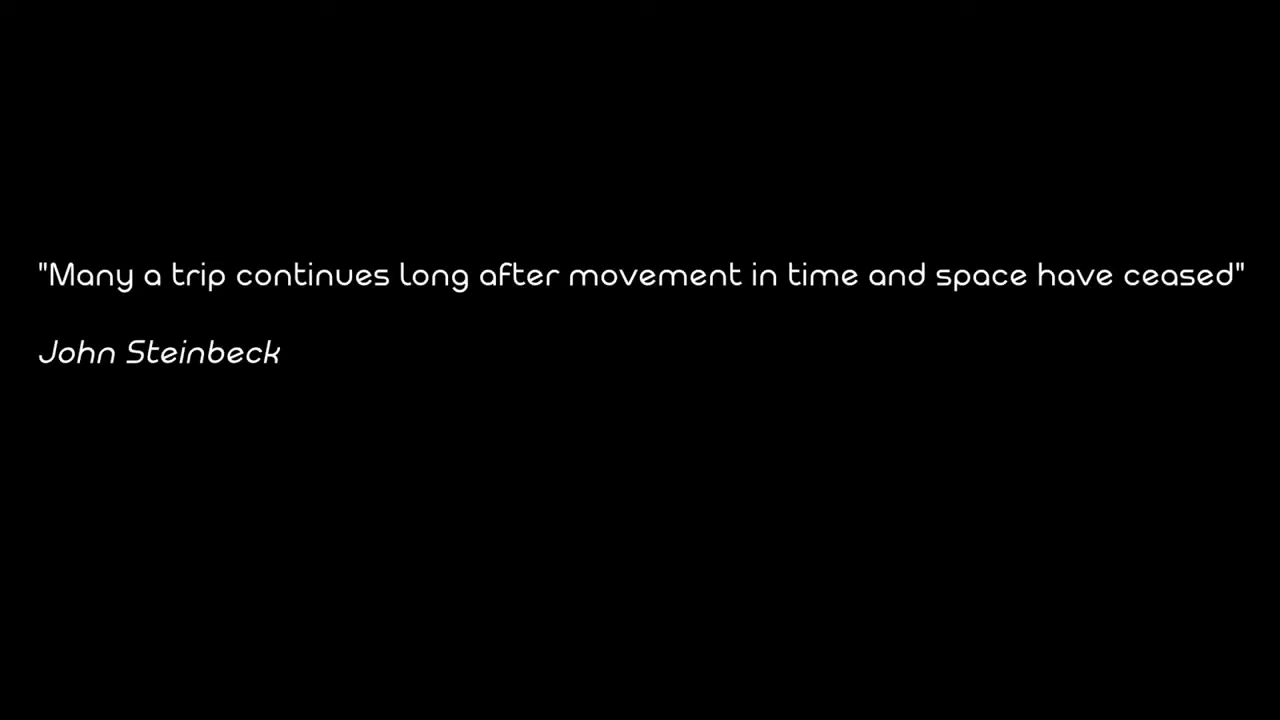 "Many a trip continues long after movement in time and space have ceased"
John Steinbeck